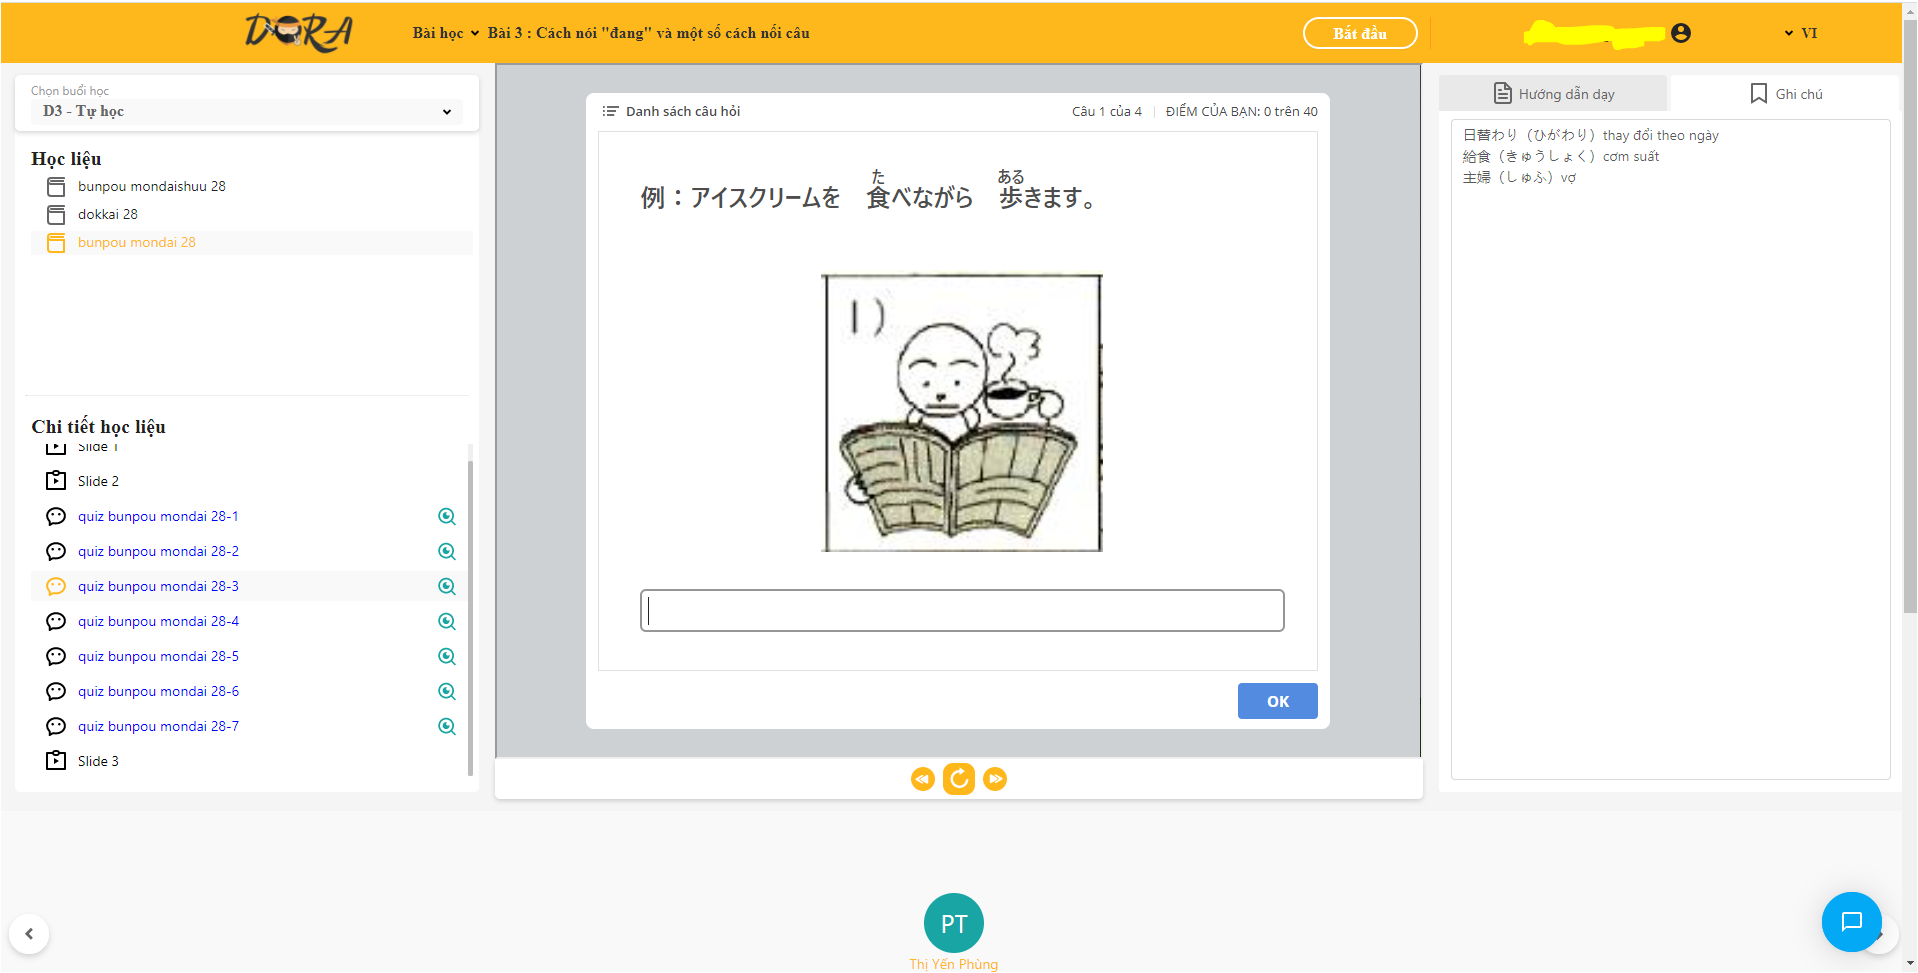 DORA
Bài học
Bài 3 : Cách nói "đang" và một số cách nối câu
Bắt đầu
VI
Chọn buổi học
D3 - Tự học
Học liệu
bunpou mondaishuu 28
dokkai 28
bunpou mondai 28
Chi tiết học liệu
Slide 1
Slide 2
quiz bunpou mondai 28-1
quiz bunpou mondai 28-2
quiz bunpou mondai 28-3
quiz bunpou mondai 28-4
quiz bunpou mondai 28-5
quiz bunpou mondai 28-6
quiz bunpou mondai 28-7
Slide 3
Danh sách câu hỏi
Câu 1 của 4
ĐIỂM CỦA BẠN: 0 trên 40
た ある
例：アイスクリームを 食べながら 歩きます。
1)
OK
Hướng dẫn dạy
Ghi chú
日替わり（ひがわり）thay đổi theo ngày
給食（きゅうしょく）cơm suất
主婦（しゅふ）vợ
PT
Thị Yến Phùng